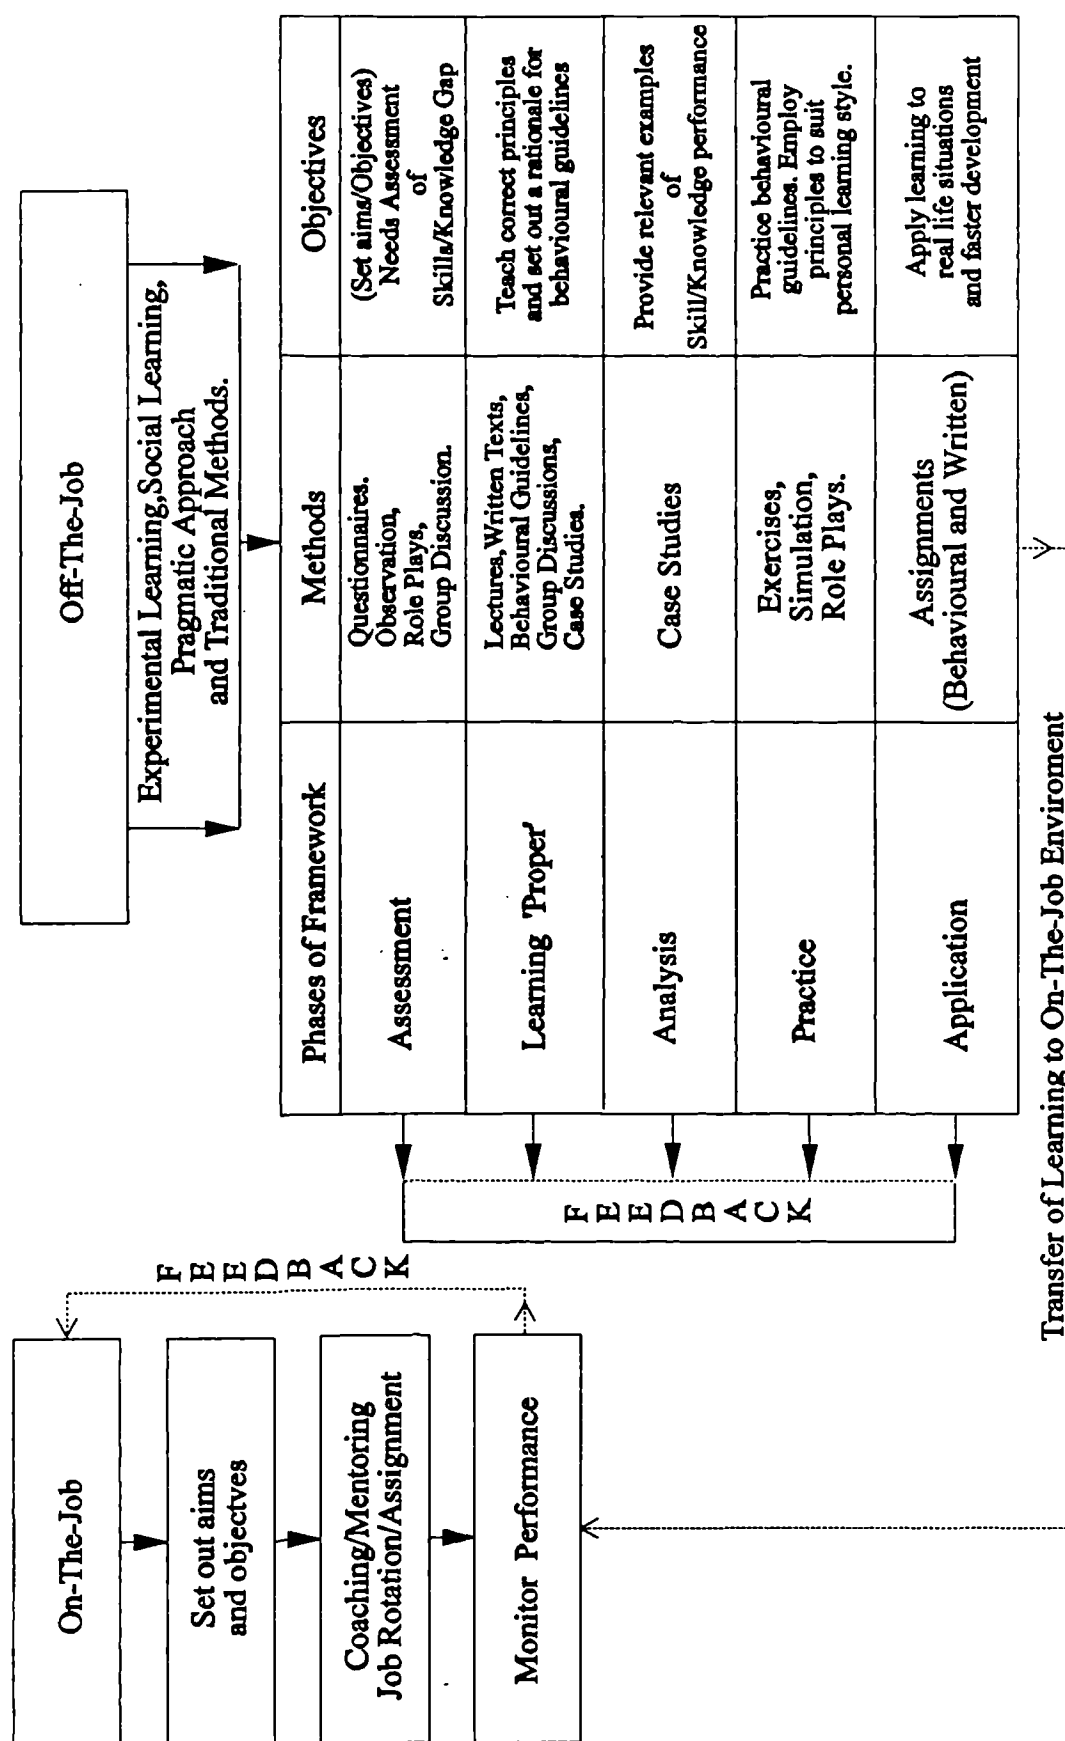 On-The-Job
Set out aims
and objectves
Coaching/Mentoring
Job Rotation/Assignment
Monitor Performance
FEEDBACK
Off-The-Job
Experimental Learning,Social Learning,
Pragmatic Approach
and Traditional Methods.
Phases of Framework
Methods
Objectives
Assessment
Questionnaires.
Observation,
Role Plays,
Group Discussion.
(Set aims/Objectives)
Needs Assessment
of
Skills/Knowledge Gap
Learning 'Proper'
Lectures,Written Texts,
Behavioural Guidelines,
Group Discussions,
Case Studies.
Teach correct principles
and set out a rationale for
behavioural guidelines
Analysis
Case Studies
Provide relevant examples
of
Skill/Knowledge performance
Practice
Exercises,
Simulation,
Role Plays.
Practice behavioural
guidelines. Employ
principles to suit
personal learning style.
Application
Assignments
(Behavioural and Written)
Apply learning to
real life situations
and faster development
FEEDBACK
Transfer of Learning to On-The-Job Enviroment